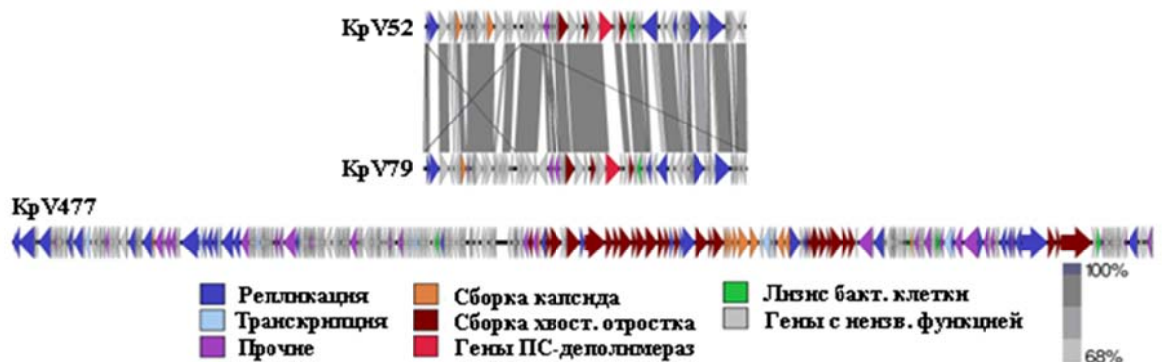 KpV52
KpV79
KpV477
100%
Репликация
Сборка капсида
Лизис бакт. клетки
Транскрипция
Сборка хвост. отростка
Гены с неизв. функцией
Прочие
Гены ПС-деполимераз
68%